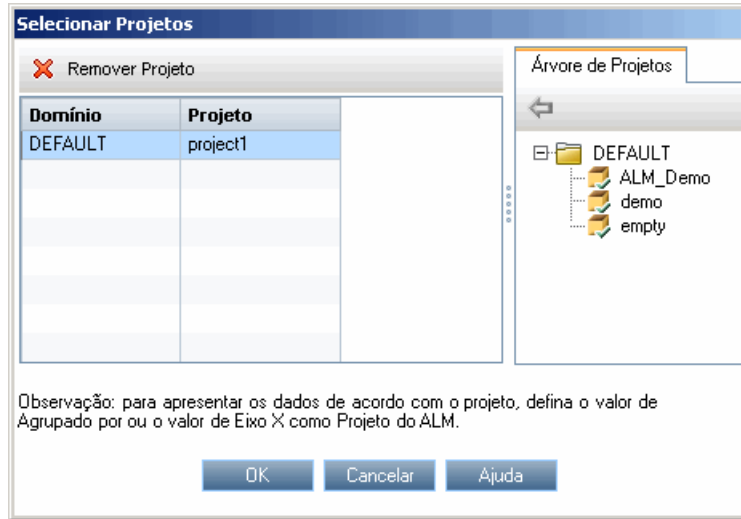 Selecionar Projetos
Remover Projeto
Domínio Projeto
DEFAULT project1
Árvore de Projetos
DEFAULT
ALM_Demo
demo
empty
Observação: para apresentar os dados de acordo com o projeto, defina o valor de
Agrupado por ou o valor de Eixo X como Projeto do ALM.
OK Cancelar Ajuda